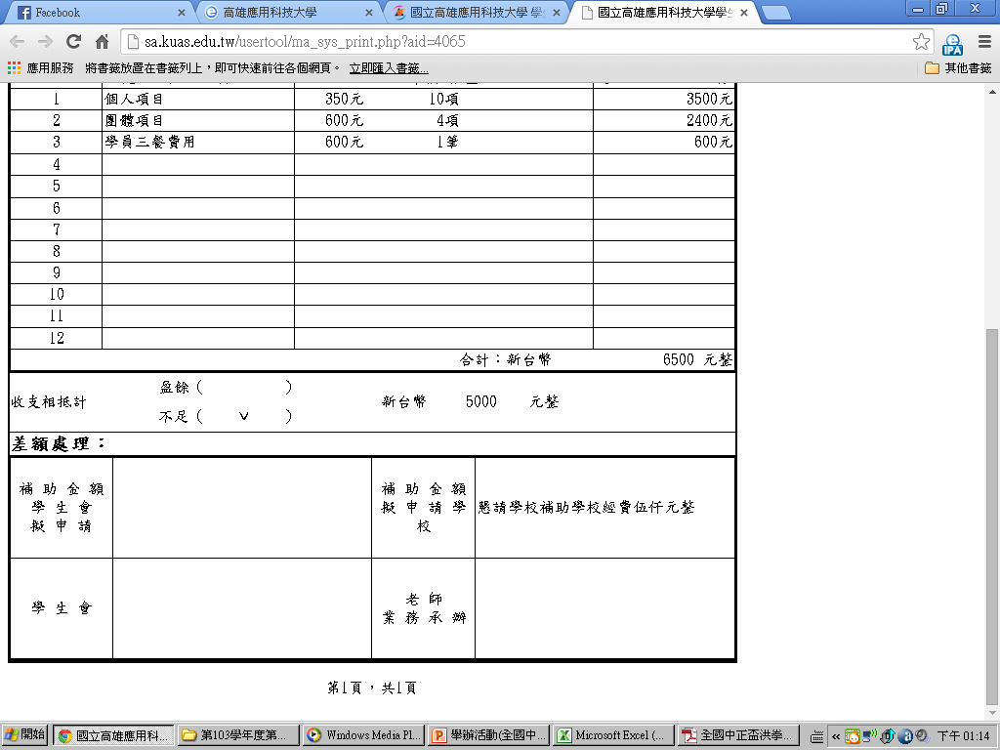 Facebook
高雄應用科技大學
國立高雄應用科技大學 學
國立高雄應用科技大學學生
sa.kuas.edu.tw/usertool/ma_sys_print.php?aid=4065
IPA
應用服務 將書籤放置在書籤列上，即可快速前往各個網頁。 立即匯入書籤... 其他書籤
1 個人項目 350元 10項 3500元
2 團體項目 600元 4項 2400元
3 學員三餐費用 600元 1筆 600元
4
5
6
7
8
9
10
11
12
合計：新台幣 6500 元整
收支相抵計 盈餘（ ） 新台幣 5000 元整
不足（ ∨ ）
差額處理：
補助金額
學生會
擬申請
補助金額
擬申請學
校
懇請學校補助學校經費伍仟元整
學生會
老師
業務承辦
第1頁，共1頁
開始 國立高雄應用科... 第103學年度第... Windows Media Pl... 舉辦活動(全國中... Microsoft Excel (... 全國中正盃洪拳... « 下午 01:14